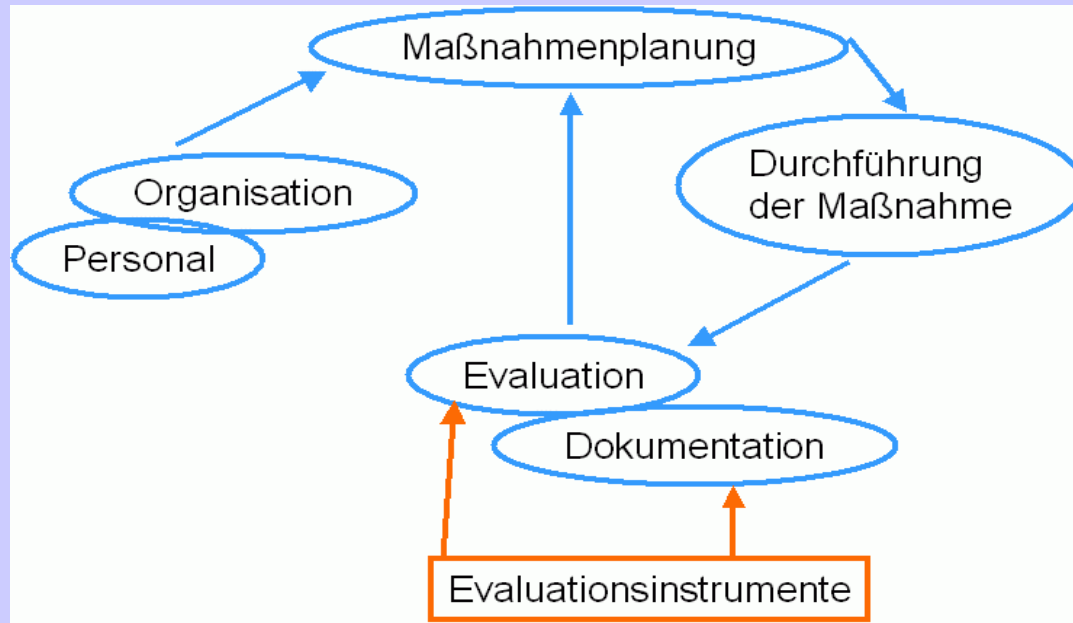 Maßnahmenplanung
Organisation
Personal
Durchführung
der Maßnahme
Evaluation
Dokumentation
Evaluationsinstrumente